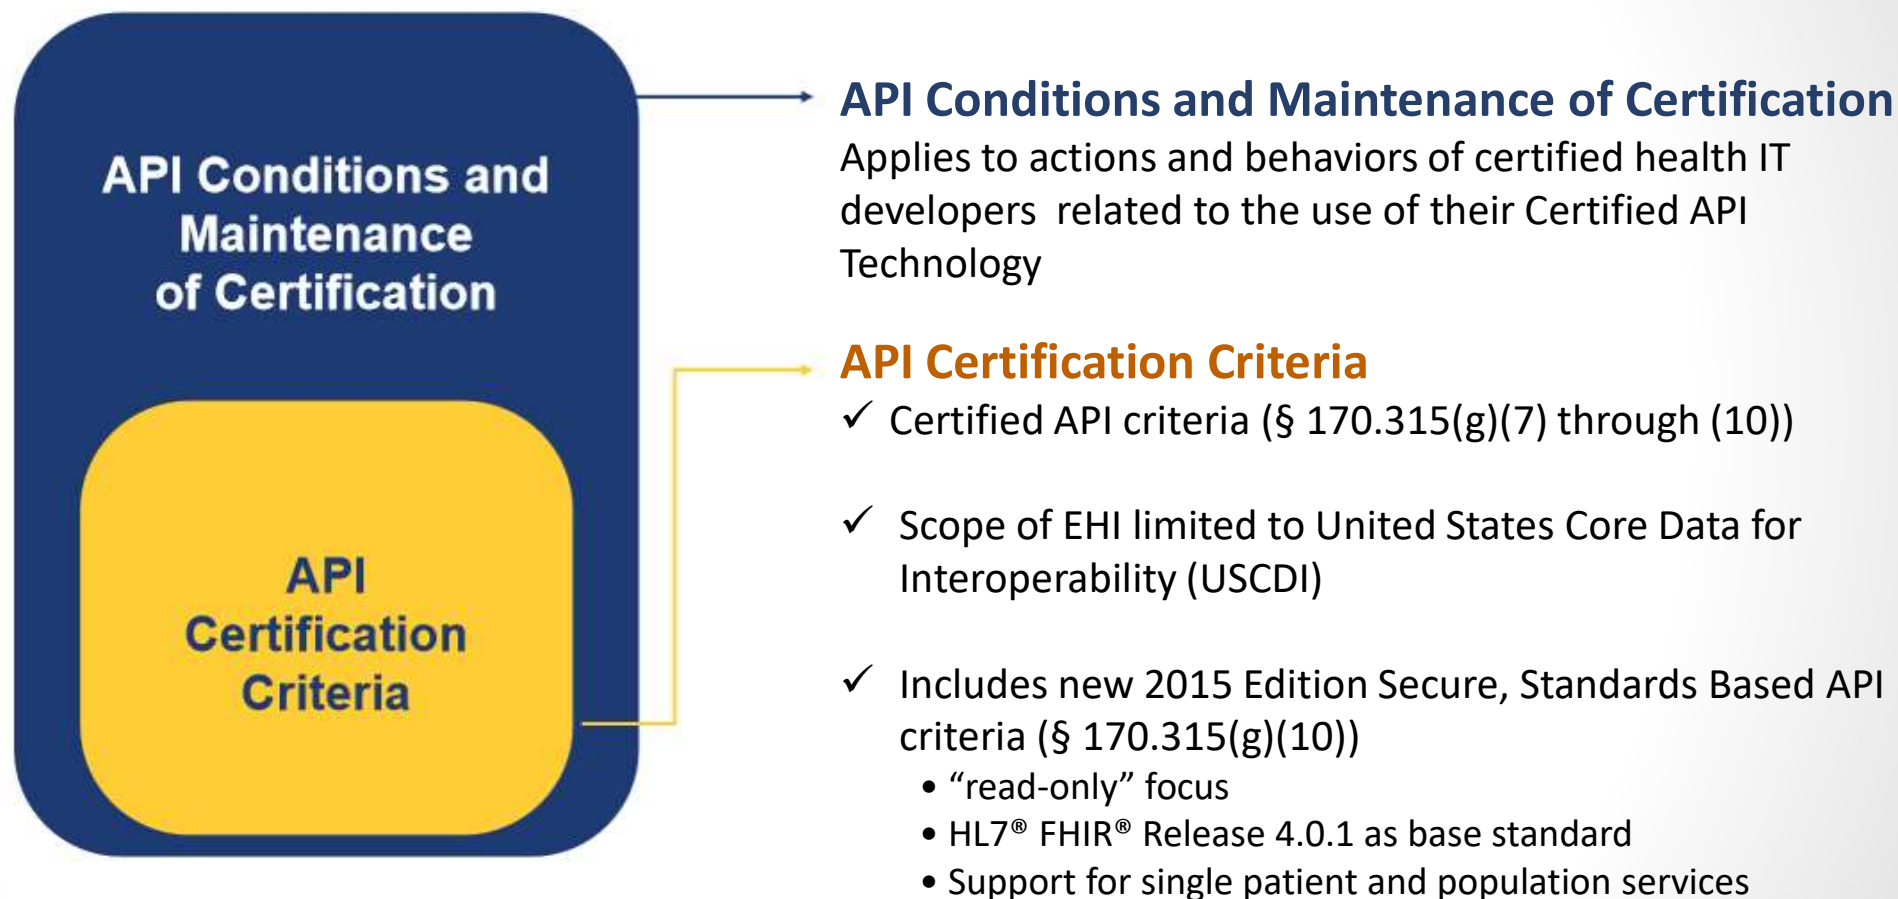 API Conditions and
Maintenance
of Certification
API
Certification
Criteria
API Conditions and Maintenance of Certification
Applies to actions and behaviors of certified health IT
developers  related to the use of their Certified API
Technology
API Certification Criteria
✓ Certified API criteria (§ 170.315(g)(7) through (10))
✓ Scope of EHI limited to United States Core Data for
Interoperability (USCDI)
✓ Includes new 2015 Edition Secure, Standards Based API
criteria (§ 170.315(g)(10))
• “read-only” focus
• HL7® FHIR® Release 4.0.1 as base standard
• Support for single patient and population services